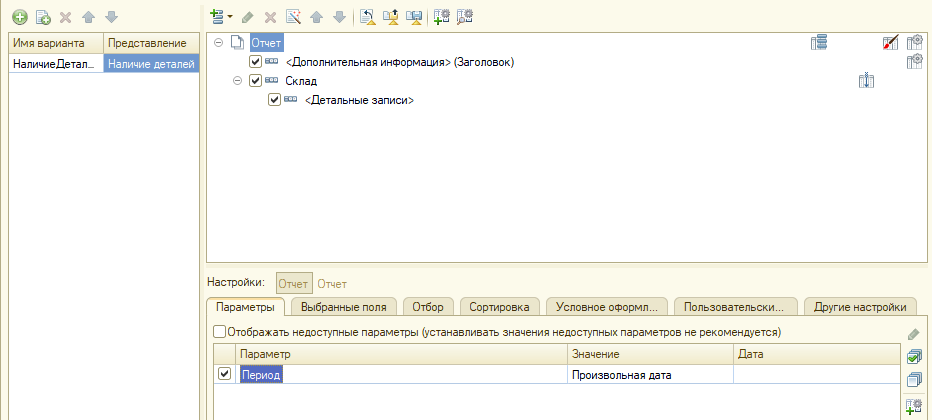 Имя варианта Представление
НаличиеДетал... Наличие деталей
Отчет
<Дополнительная информация> (Заголовок)
Склад
<Детальные записи>
Настройки: Отчет Отчет
Параметры Выбранные поля Отбор Сортировка Условное оформл... Пользовательски... Другие настройки
Отображать недоступные параметры (устанавливать значения недоступных параметров не рекомендуется)
Параметр Значение Дата
Период Произвольная дата